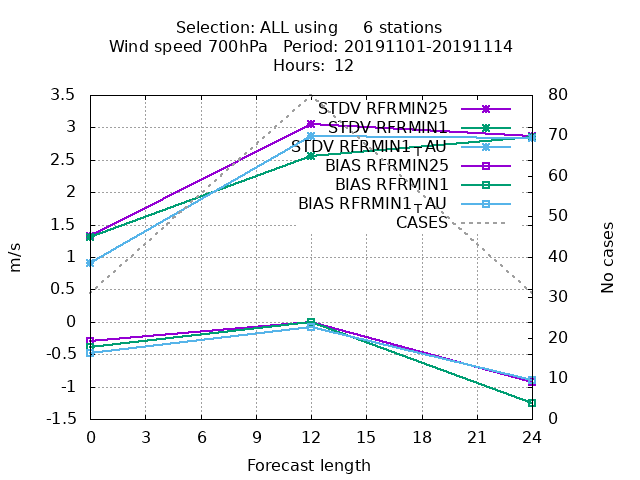 Selection: ALL using 6 stations
Wind speed 700hPa Period: 20191101-20191114
Hours: 12
3.5
3
2.5
2
1.5
1
0.5
0
-0.5
-1
-1.5
m/s
STDV RFRMIN25
STDV RFRMIN1
STDV RFRMIN1_TAU
BIAS RFRMIN25
BIAS RFRMIN1
BIAS RFRMIN1_TAU
CASES
80
70
60
50
40
30
20
10
0
No cases
0 3 6 9 12 15 18 21 24
Forecast length